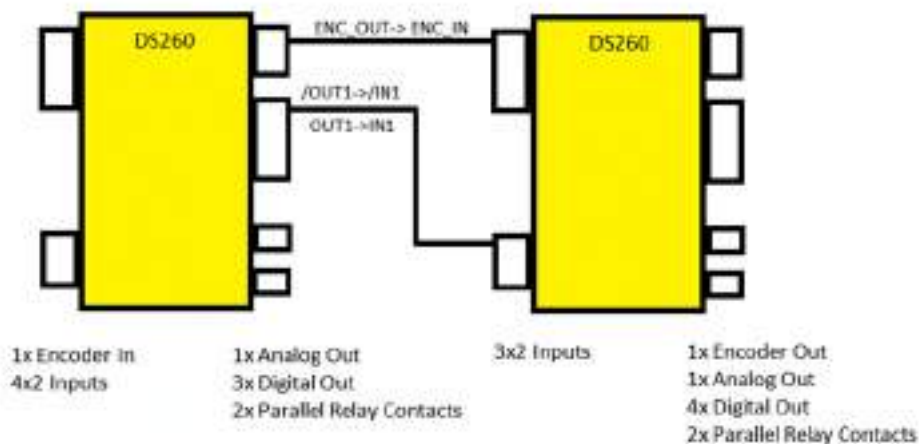 DS260
ENC_OUT-> ENC_IN
/OUT1->/IN1
OUT1->IN1
DS260
1x Encoder In
4x2 Inputs
1x Analog Out
3x Digital Out
2x Parallel Relay Contacts
3x2 Inputs
1x Encoder Out
1x Analog Out
4x Digital Out
2x Parallel Relay Contacts